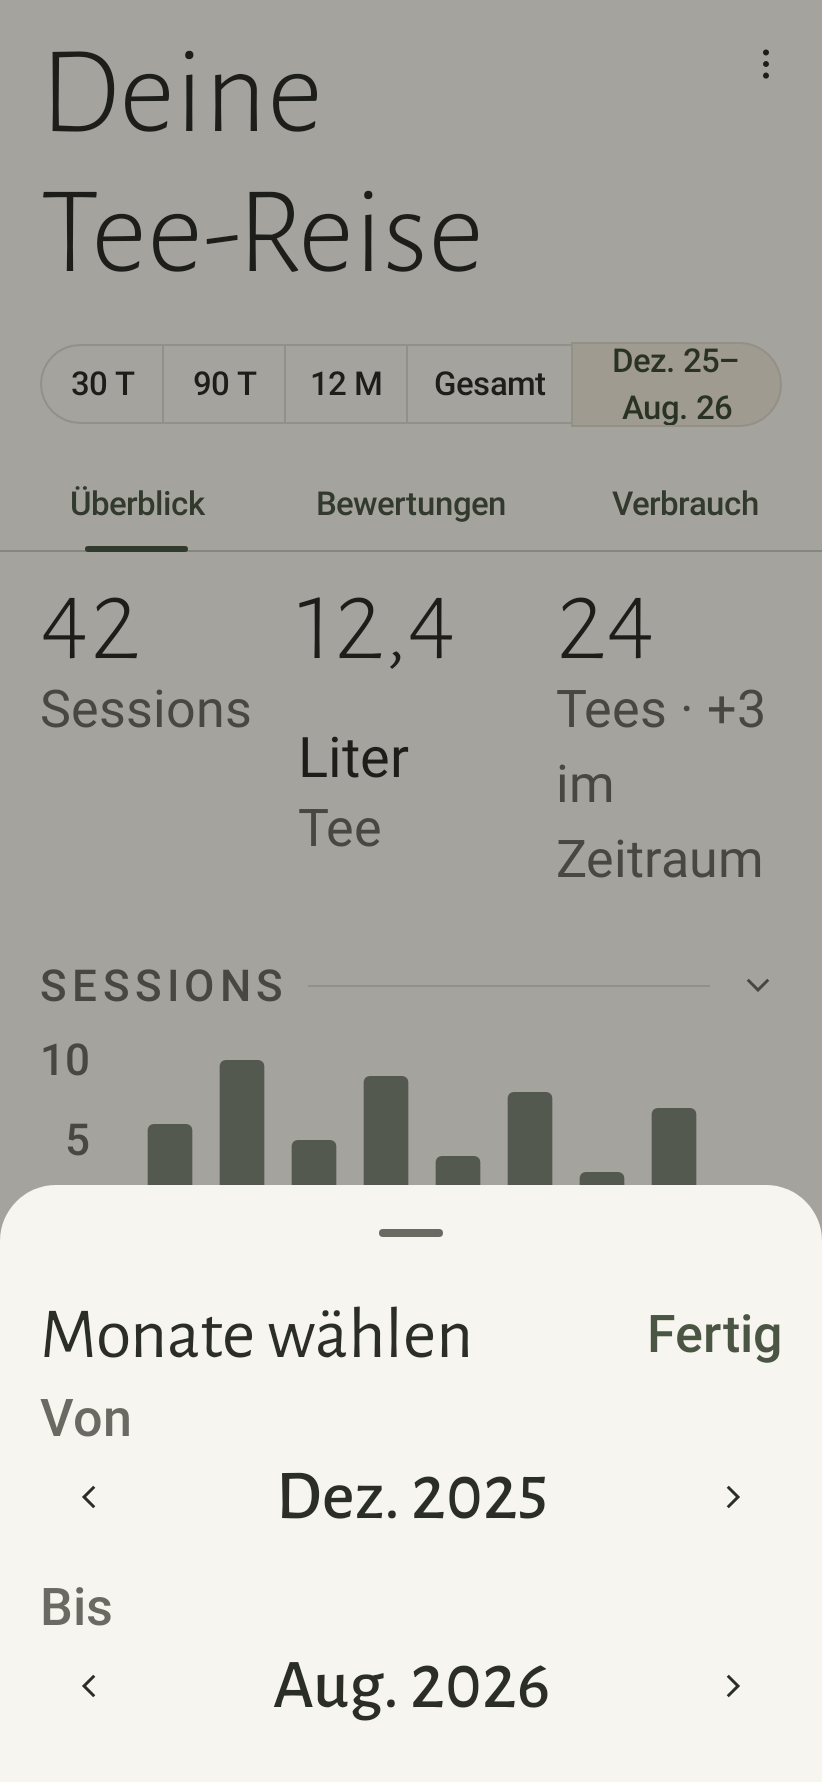 Deine
Tee-Reise
30 T
90 T
12 M
Gesamt
Dez. 25–
Aug. 26
Überblick
Bewertungen
Verbrauch
42
Sessions
12,4
Liter
Tee
24
Tees · +3
im
Zeitraum
SESSIONS
10
5
Monate wählen
Fertig
Von
Dez. 2025
Bis
Aug. 2026